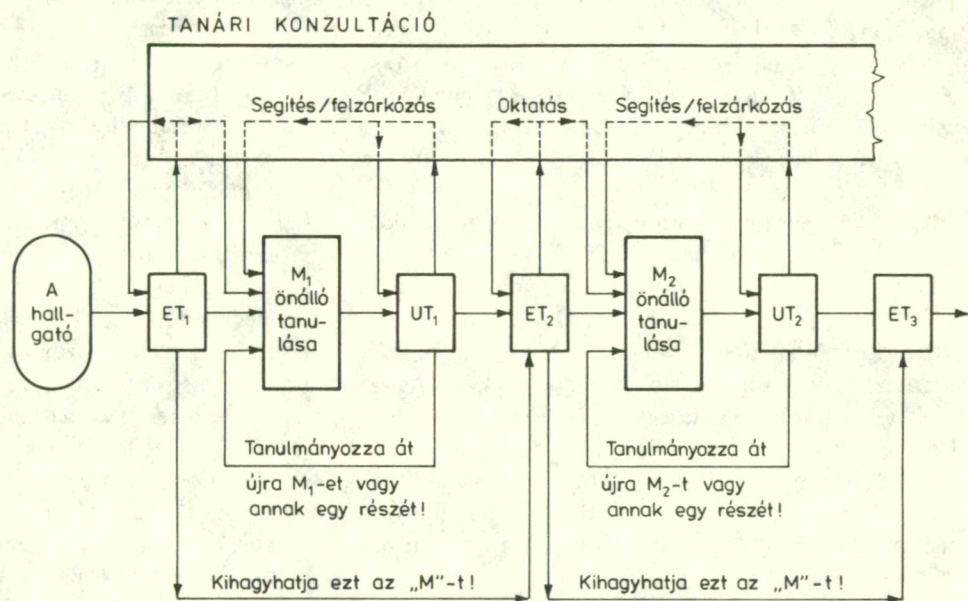 TANÁRI KONZULTÁCIÓ
Segítés/felzárkózás
Oktatás
Segítés/felzárkózás
A
hall-
gató
ET₁
M₁
önálló
tanu-
lása
UT₁
ET₂
M₂
önálló
tanu-
lása
UT₂
ET₃
Tanulmányozza át
újra M₁-et vagy
annak egy részét!
Tanulmányozza át
újra M₂-t vagy
annak egy részét!
Kihagyhatja ezt az „M"-t!
Kihagyhatja ezt az „M"-t!